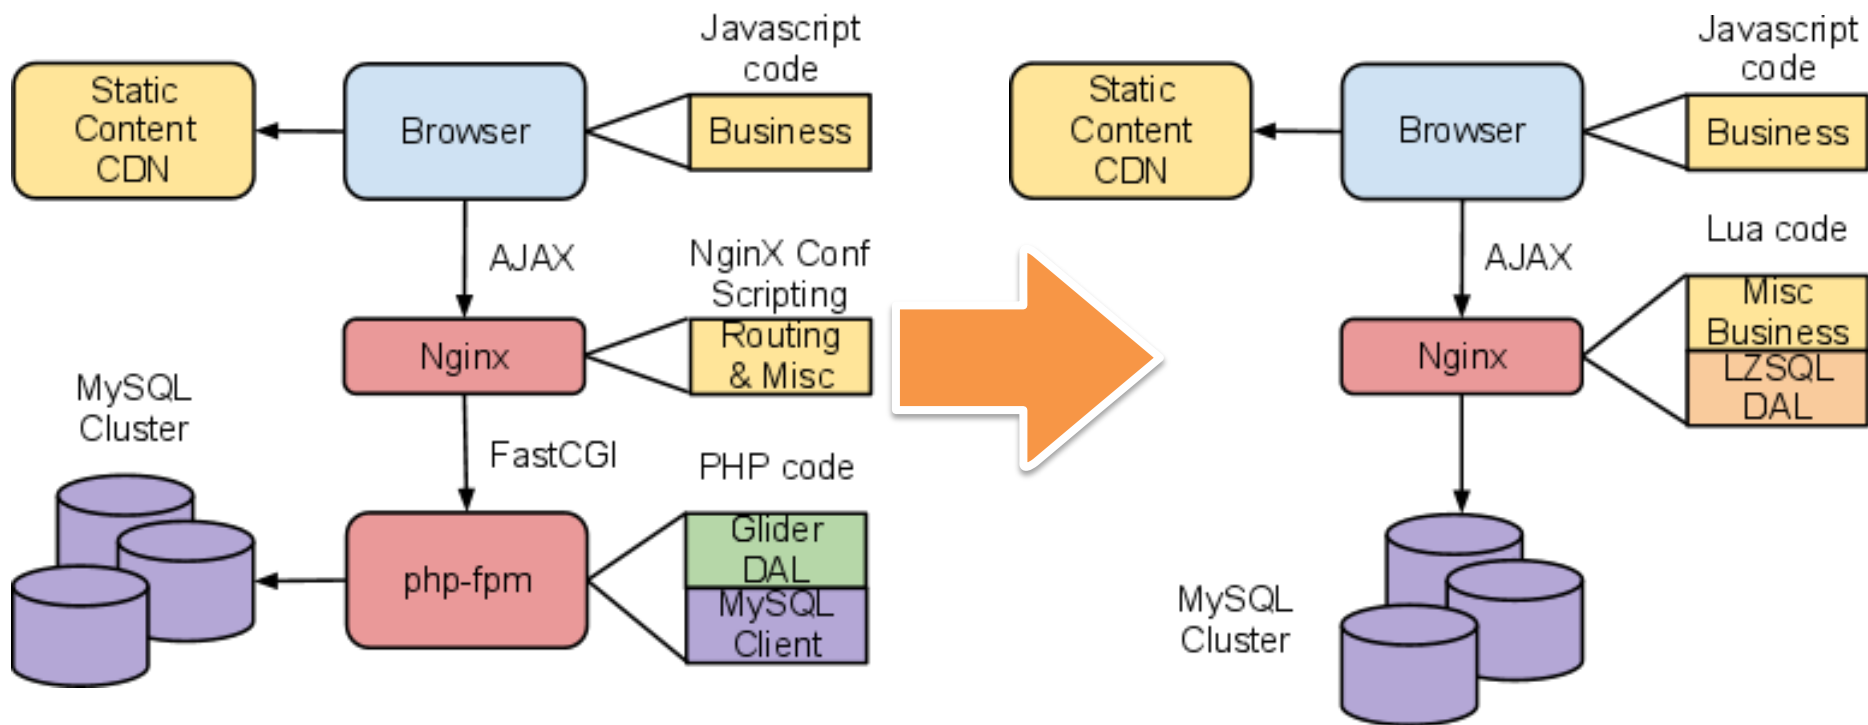 Javascript
code
Static
Content
CDN
Browser
Business
AJAX
NginX Conf
Scripting
Nginx
Routing
& Misc
MySQL
Cluster
FastCGI
PHP code
php-fpm
Glider
DAL
MySQL
Client
Javascript
code
Static
Content
CDN
Browser
Business
AJAX
Lua code
Nginx
Misc
Business
LZSQL
DAL
MySQL
Cluster